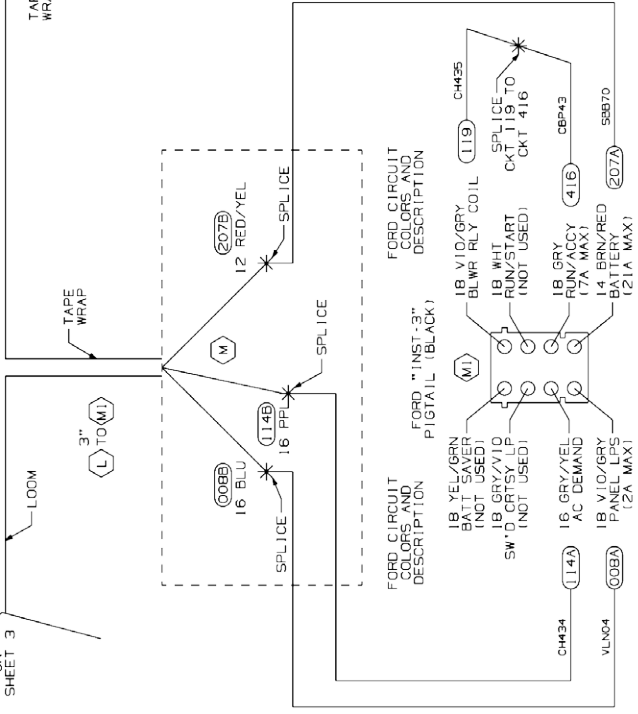 TAPE
WRAP
TAPE
WRAP
LOOM
SHEET 3
3"
L TO M1
207B
12 RED/YEL
SPLICE
M
114B
16 PPL
SPLICE
008B
16 BLU
SPLICE
FORD CIRCUIT
COLORS AND
DESCRIPTION
FORD "INST-3"
PIGTAIL (BLACK)
M1
FORD CIRCUIT
COLORS AND
DESCRIPTION
18 YEL/GRN
BATT SAVER
(NOT USED)
18 GRY/VIO
SW'D CRTSY LP
(NOT USED)
16 GRY/YEL
AC DEMAND
18 VIO/GRY
PANEL LPS
(2A MAX)
CH434
114A
VLN04
008A
18 VIO/GRY
BLWR RLY COIL
18 WHT
RUN/START
(NOT USED)
18 GRY
RUN/ACCY
(7A MAX)
14 BRN/RED
BATTERY
(21A MAX)
119
CH435
SPLICE
CKT 119 TO
CKT 416
416
CBP43
207A
SBB70